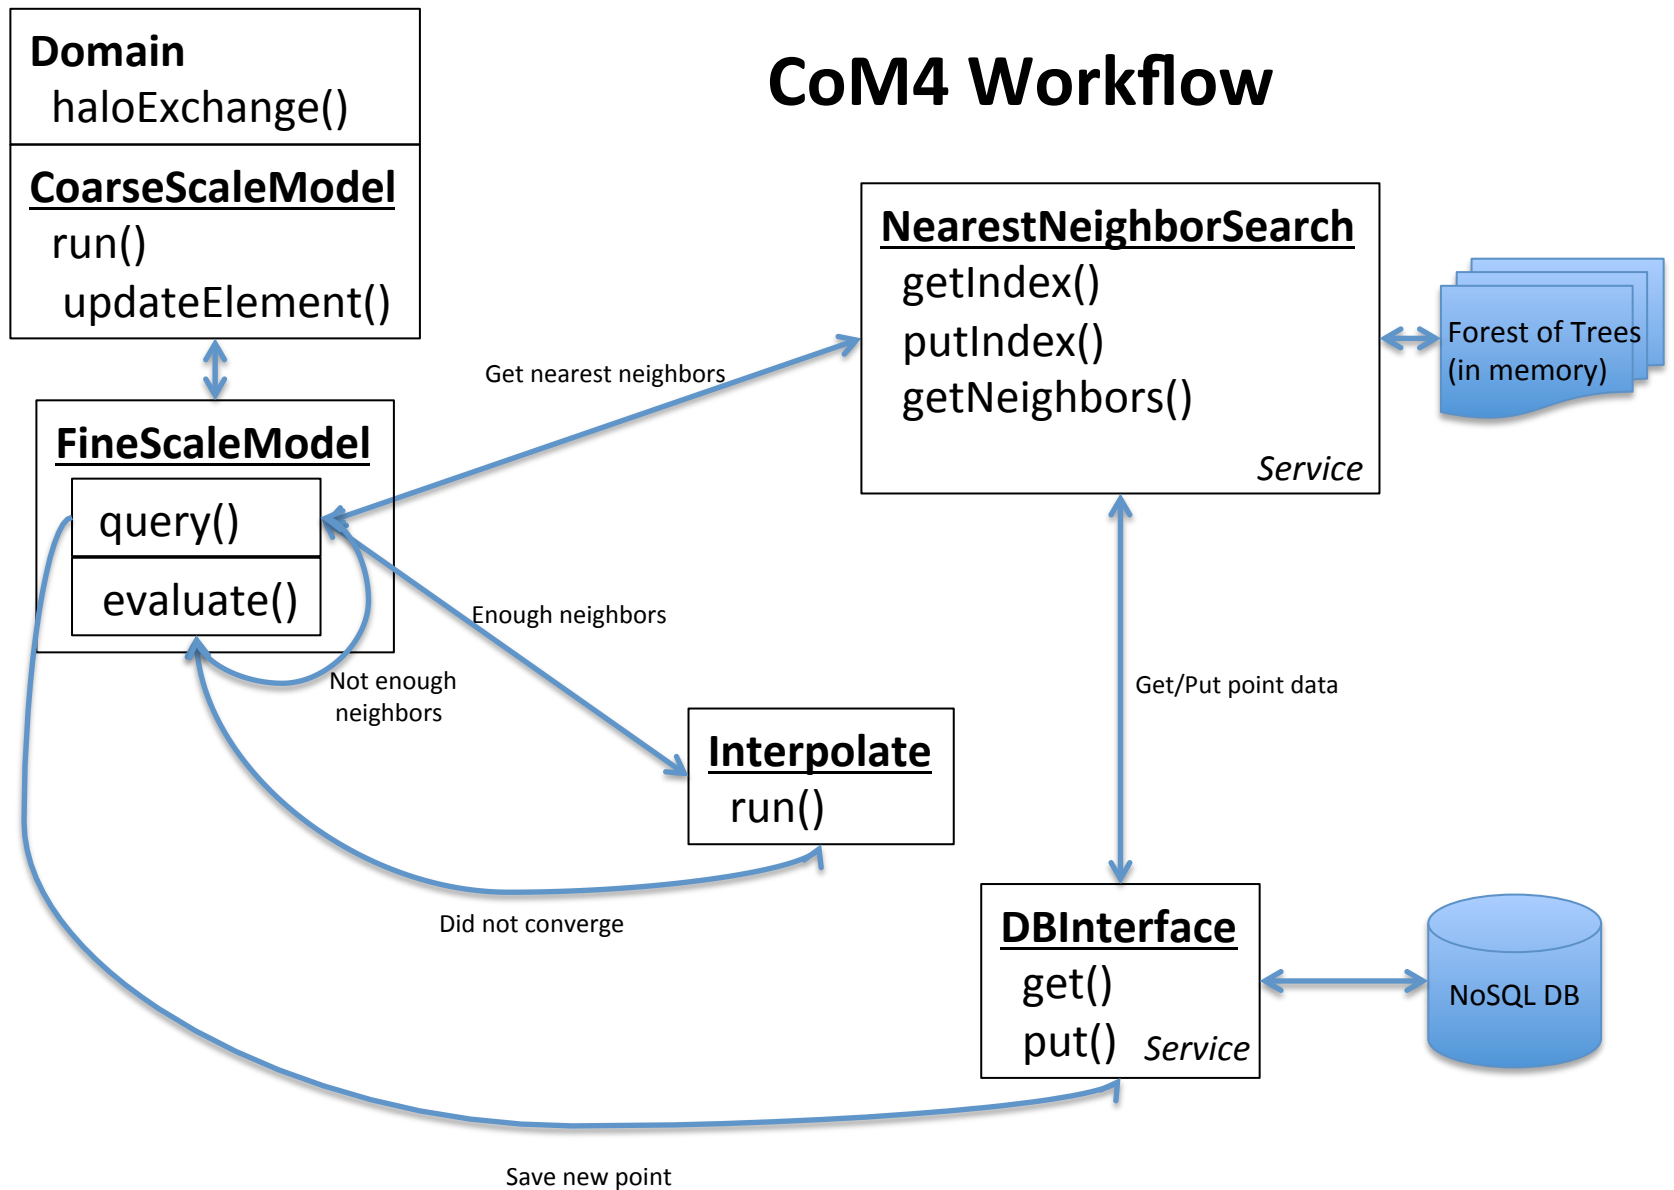 CoM4 Workflow
Domain
haloExchange()
CoarseScaleModel
run()
updateElement()
FineScaleModel
query()
evaluate()
Get nearest neighbors
NearestNeighborSearch
getIndex()
putIndex()
getNeighbors()
Service
Forest of Trees
(in memory)
Enough neighbors
Not enough
neighbors
Get/Put point data
Interpolate
run()
Did not converge
DBInterface
get()
put()
Service
NoSQL DB
Save new point